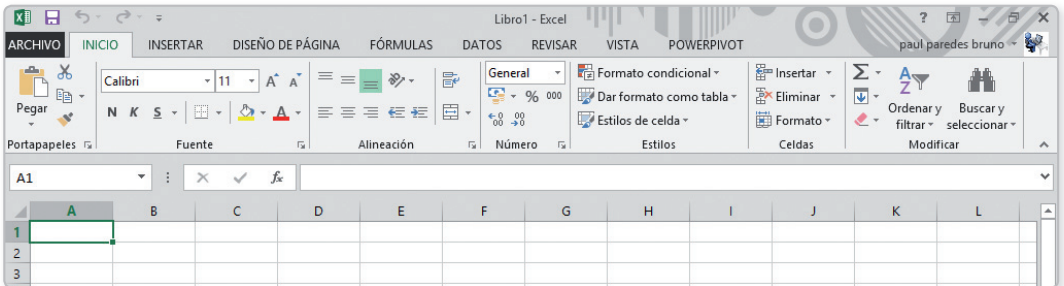 Libro1 - Excel
?
ARCHIVO INICIO INSERTAR DISEÑO DE PÁGINA FÓRMULAS DATOS REVISAR VISTA POWERPIVOT paul paredes bruno
Pegar
Calibri 11 A A
N K S A
General
% 000
Formato condicional
Dar formato como tabla
Estilos de celda
Insertar
Eliminar
Formato
Σ
Ordenar y filtrar
Buscar y seleccionar
Portapapeles Fuente Alineación Número Estilos Celdas Modificar
A1 fx
A B C D E F G H I J K L
1
2
3